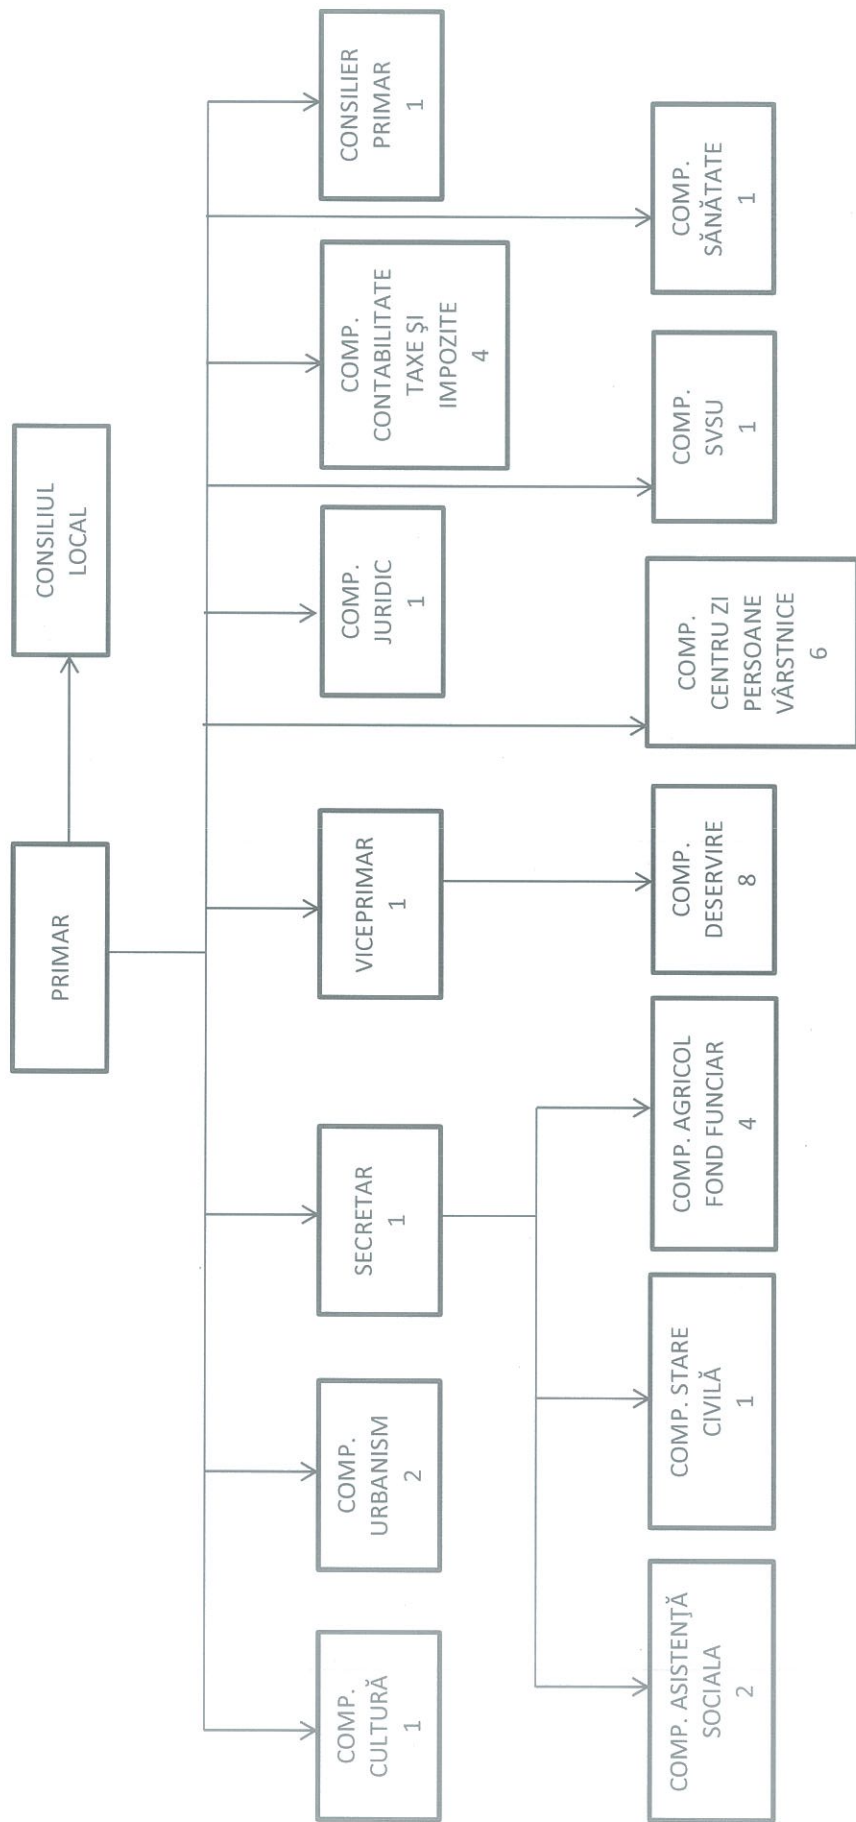 PRIMAR
CONSILIUL
LOCAL
COMP.
CULTURĂ
1
COMP.
URBANISM
2
SECRETAR
1
VICEPRIMAR
1
COMP.
JURIDIC
1
COMP.
CONTABILITATE
TAXE ŞI
IMPOZITE
4
CONSILIER
PRIMAR
1
COMP. ASISTENŢĂ
SOCIALA
2
COMP. STARE
CIVILĂ
1
COMP. AGRICOL
FOND FUNCIAR
4
COMP.
DESERVIRE
8
COMP.
CENTRU ZI
PERSOANE
VÂRSTNICE
6
COMP.
SVSU
1
COMP.
SĂNĂTATE
1